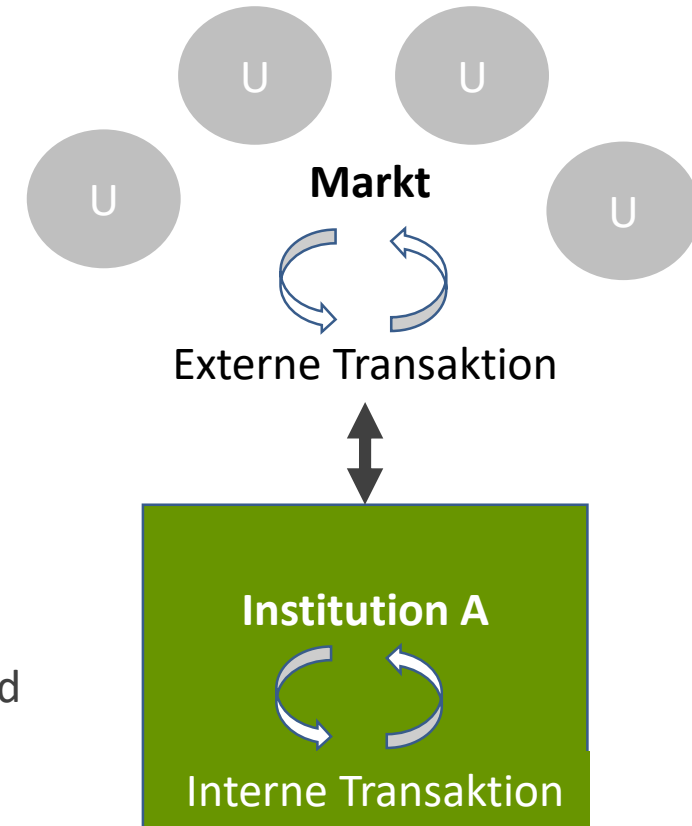 U
U
U
U
Markt
Externe Transaktion
Institution A
d
Interne Transaktion